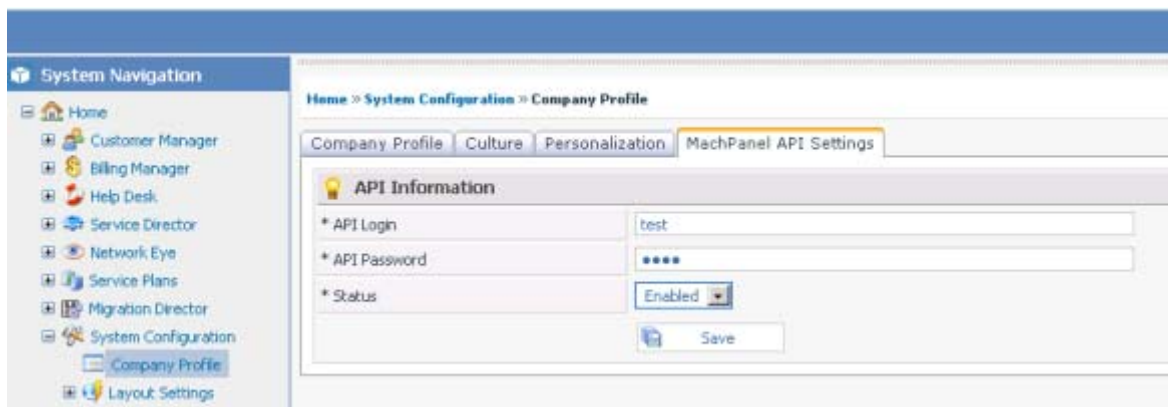 System Navigation
Home
Customer Manager
Billing Manager
Help Desk
Service Director
Network Eye
Service Plans
Migration Director
System Configuration
Company Profile
Layout Settings
Home » System Configuration » Company Profile
Company Profile Culture Personalization MachPanel API Settings
API Information
* API Login test
* API Password ••••
* Status Enabled
Save